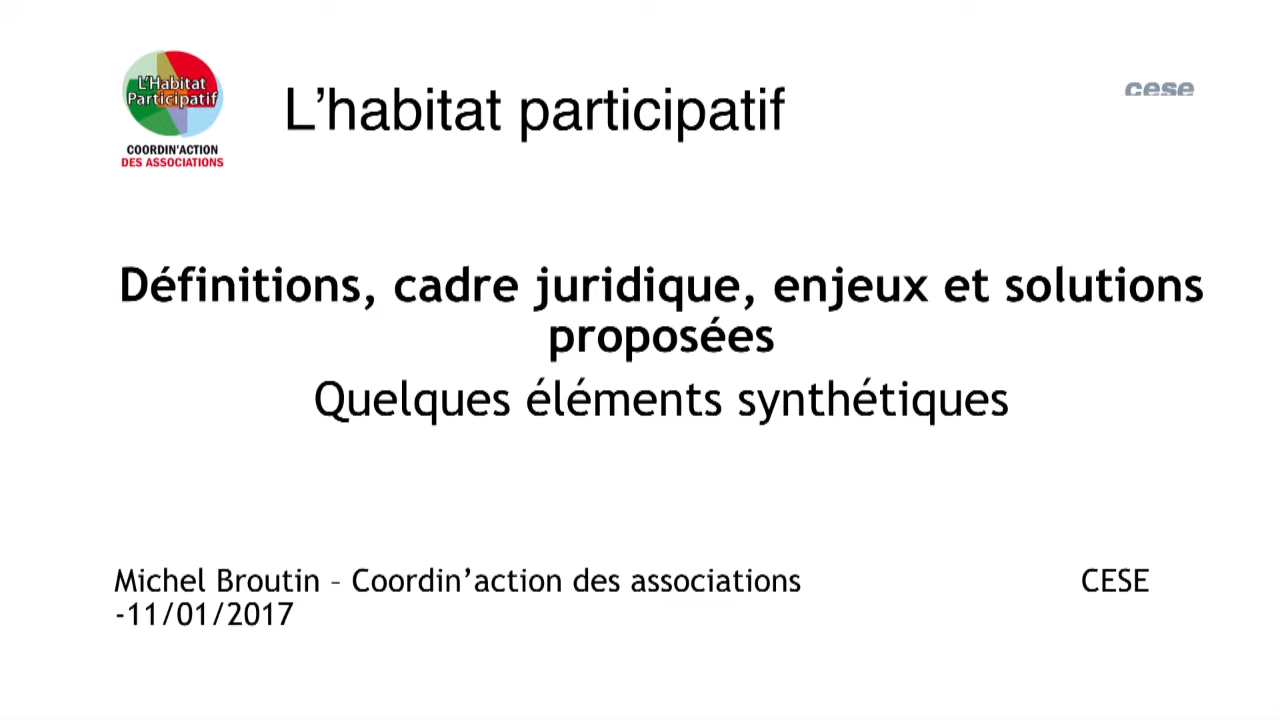 L'Habitat
Participatif
COORDIN'ACTION
DES ASSOCIATIONS
L’habitat participatif
cese
Définitions, cadre juridique, enjeux et solutions
proposées
Quelques éléments synthétiques
Michel Broutin – Coordin’action des associations CESE
-11/01/2017